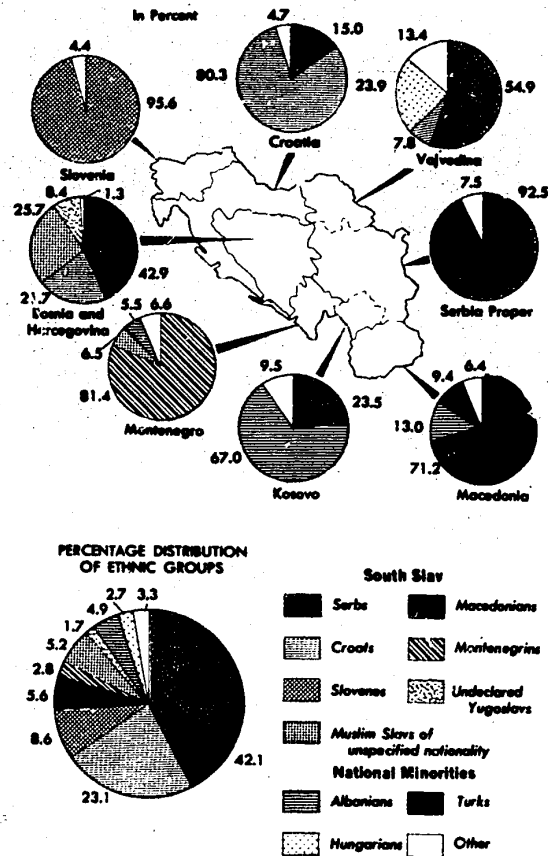 In Percent
4.4
95.6
Slovenia
4.7
15.0
80.3
Croatia
13.4
54.9
23.9
7.8
Vojvodina
8.4
1.3
25.7
42.9
21.7
Bosnia and
Hercegovina
7.5
92.5
Serbia Proper
5.5
6.6
6.5
81.4
Montenegro
9.5
23.5
67.0
Kosovo
9.4
6.4
13.0
71.2
Macedonia
PERCENTAGE DISTRIBUTION
OF ETHNIC GROUPS
2.7
3.3
4.9
1.7
5.2
2.8
5.6
8.6
23.1
42.1
South Slav
Serbs
Macedonians
Croats
Montenegrins
Slovenes
Undeclared
Yugoslavs
Muslim Slavs of
unspecified nationality
National Minorities
Albanians
Turks
Hungarians
Other